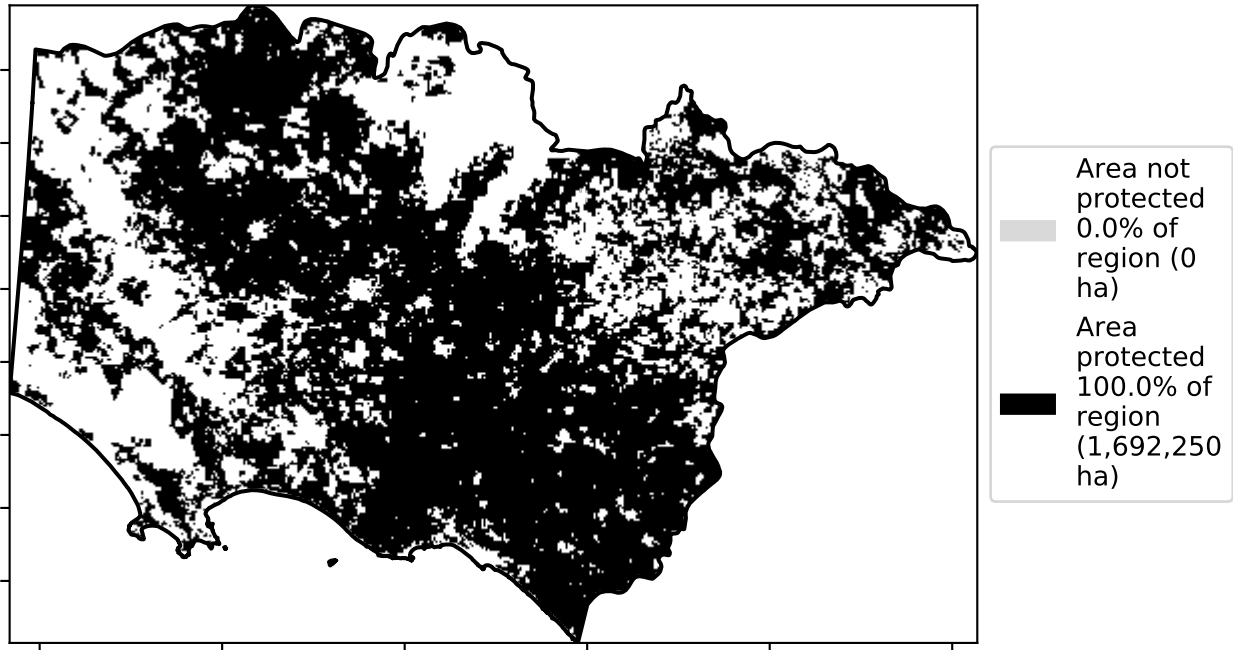 Area not
protected
0.0% of
region (0
ha)
Area
protected
100.0% of
region
(1,692,250
ha)